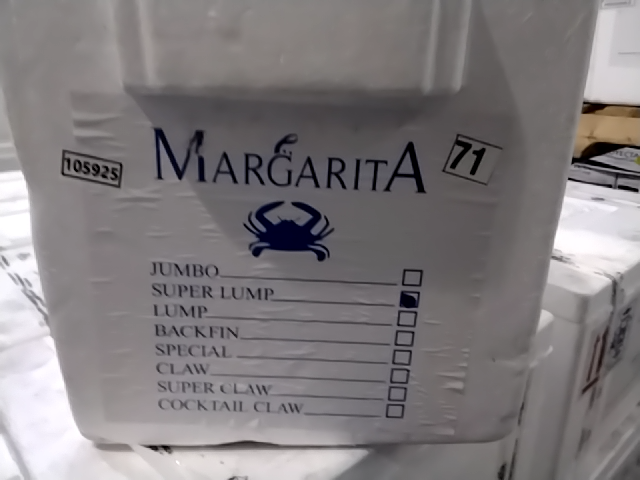 105925
MARGARITA
71
JUMBO
SUPER LUMP
LUMP
BACKFIN
SPECIAL
CLAW
SUPER CLAW
COCKTAIL CLAW